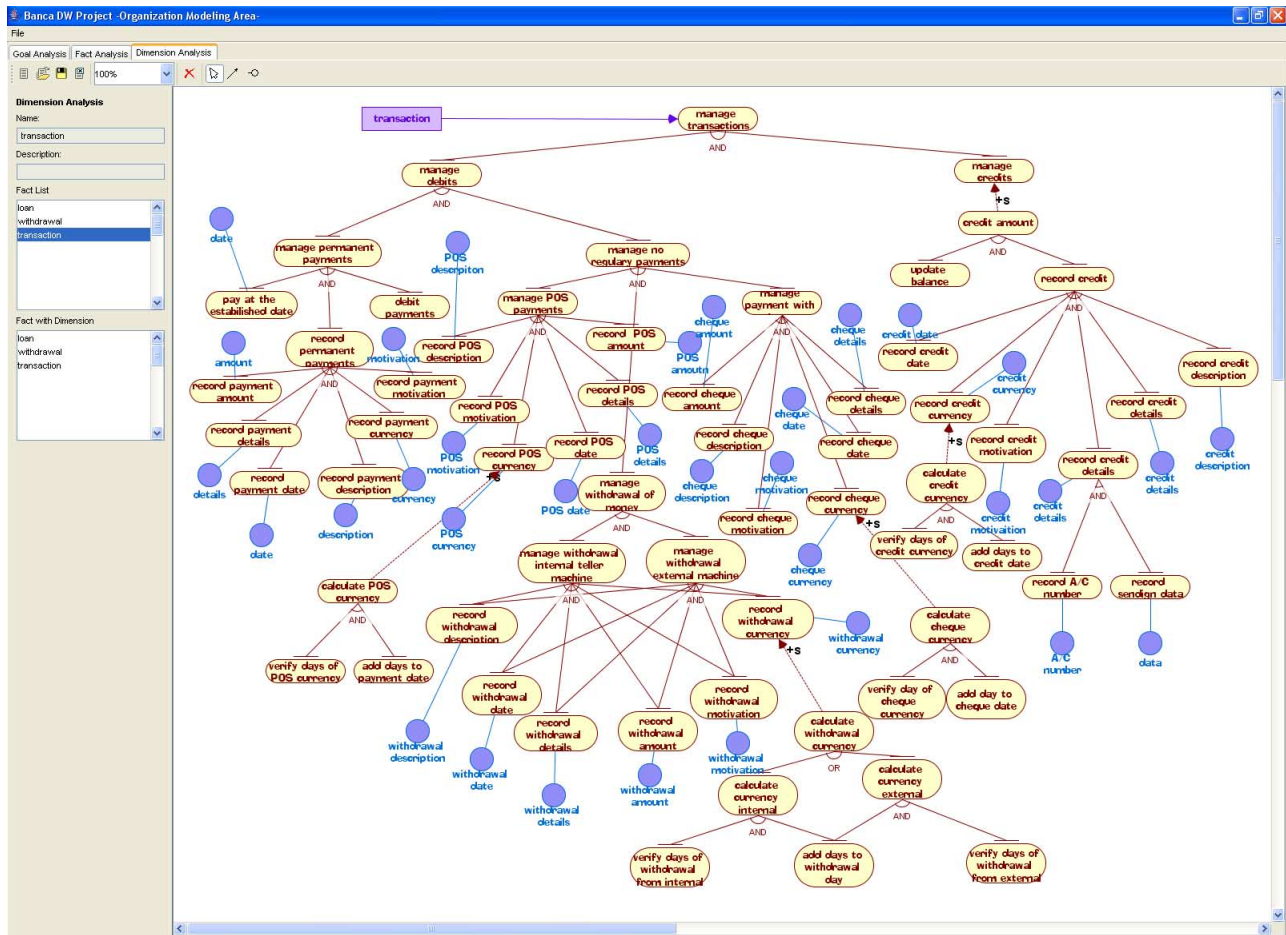 Banca DW Project -Organization Modeling Area-
File
Goal Analysis
Fact Analysis
Dimension Analysis
100%
Dimension Analysis
Name:
transaction
Description:
Fact List
loan
withdrawal
transaction
Fact with Dimension
loan
withdrawal
transaction
transaction
manage
transactions
AND
manage
debits
AND
manage
credits
+s
credit amount
AND
update
balance
record credit
AND
date
manage permanent
payments
AND
POS
descripiton
manage no
regulary payments
AND
pay at the
estabilished date
debit
payments
manage POS
payments
AND
manage
payment with
AND
record
permanent
payments
AND
amount
motivation
record POS
description
record POS
amount
POS
amoutn
cheque
amount
cheque
details
credit date
record credit
date
record credit
description
record payment
amount
record payment
motivation
record POS
details
record cheque
amount
record cheque
details
credit
currency
record credit
currency
record credit
details
record payment
details
record payment
currency
record POS
motivation
cheque
date
record POS
date
record cheque
description
record cheque
date
+s
record credit
motivation
record credit
details
AND
credit
description
details
record
payment date
record payment
description
currency
POS
motivation
record POS
currency
+s
POS
details
cheque
description
cheque
motivation
calculate
credit
currency
AND
credit
details
credit
details
date
description
POS
currency
POS date
manage
withdrawal of
money
AND
record cheque
motivation
record cheque
currency
+s
credit
motivaition
verify days of
credit currency
add days to
credit date
manage withdrawal
internal teller
machine
AND
manage
withdrawal
external machine
AND
cheque
currency
calculate POS
currency
AND
record A/C
number
record
sendign data
record
withdrawal
description
record
withdrawal
currency
+s
withdrawal
currency
calculate
cheque
currency
AND
verify days of
POS currency
add days to
payment date
A/C
number
data
record
withdrawal
date
record
withdrawal
motivation
verify day of
cheque
currency
add day to
cheque date
record
withdrawal
details
record
withdrawal
amount
calculate
withdrawal
currency
OR
withdrawal
description
withdrawal
date
withdrawal
motivation
withdrawal
details
withdrawal
amount
calculate
currency
internal
AND
calculate
currency
external
AND
verify days of
withdrawal
from internal
add days to
withdrawal
day
verify days of
withdrawal
from external